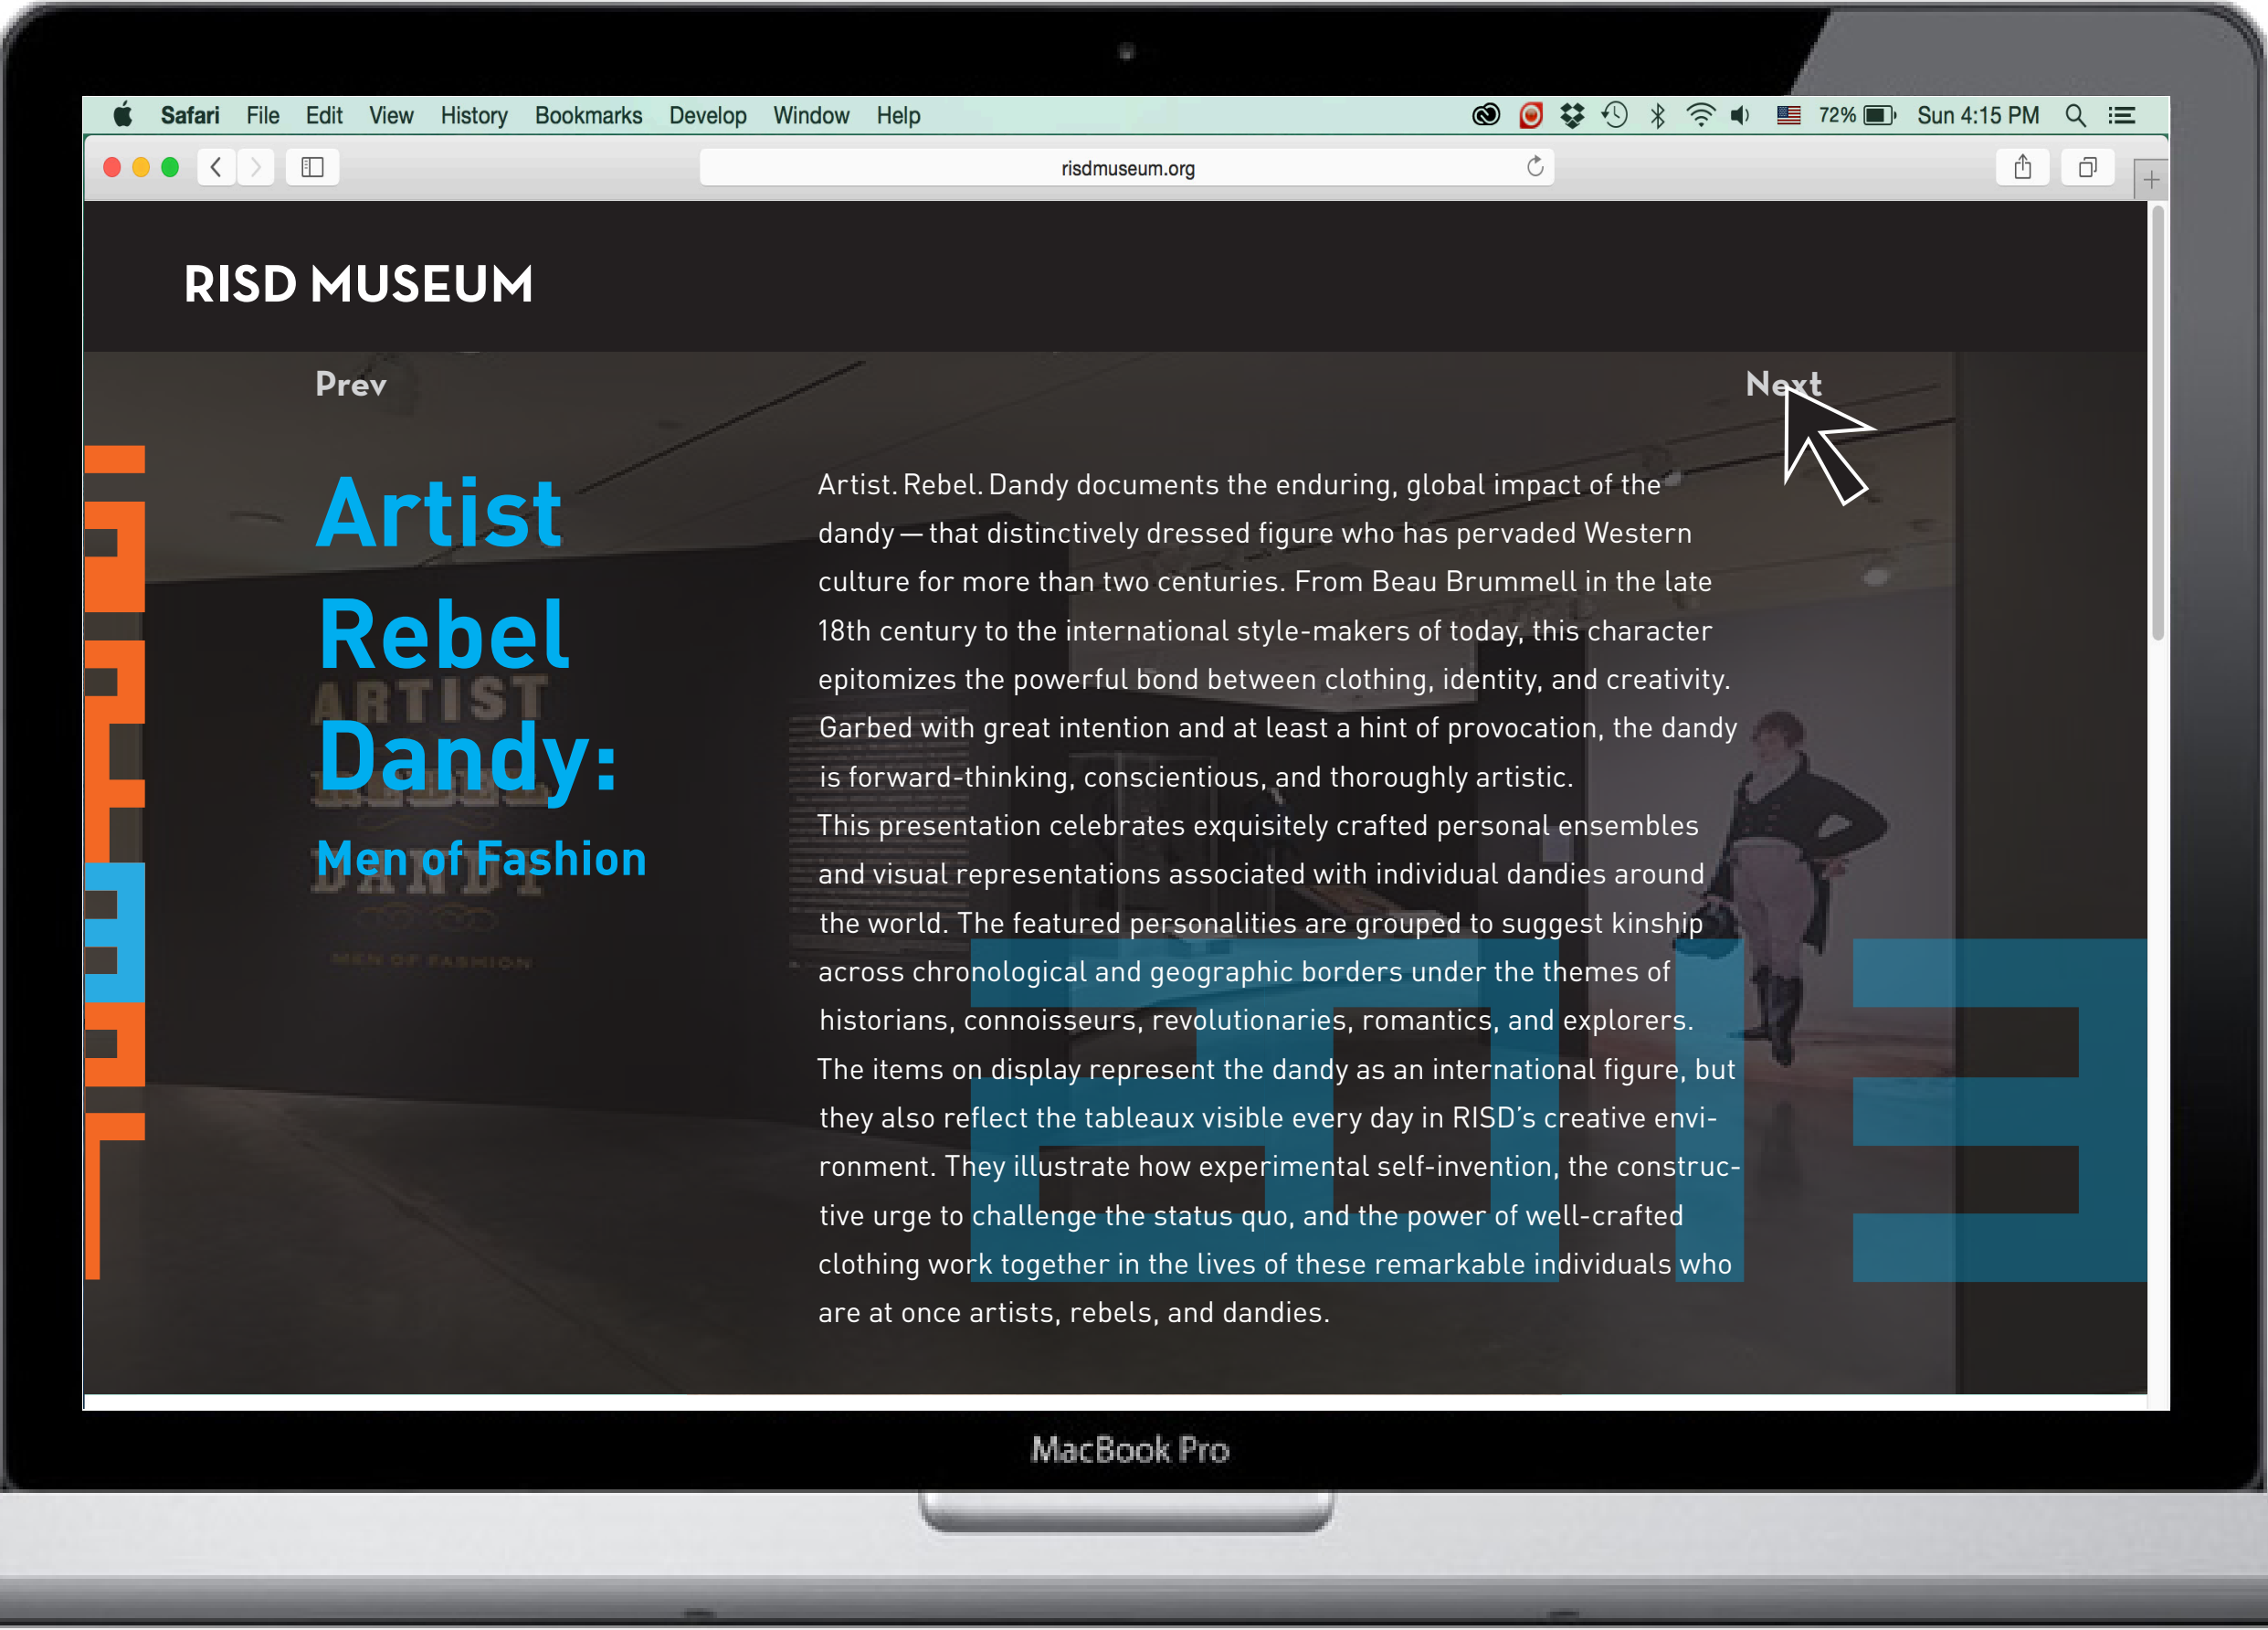 Safari File Edit View History Bookmarks Develop Window Help 72% Sun 4:15 PM
risdmuseum.org
RISD MUSEUM
Prev Next
Artist
Rebel
Dandy:
Men of Fashion
ARTIST
REBEL
DANDY
MEN OF FASHION
Artist. Rebel. Dandy documents the enduring, global impact of the
dandy — that distinctively dressed figure who has pervaded Western
culture for more than two centuries. From Beau Brummell in the late
18th century to the international style-makers of today, this character
epitomizes the powerful bond between clothing, identity, and creativity.
Garbed with great intention and at least a hint of provocation, the dandy
is forward-thinking, conscientious, and thoroughly artistic.
This presentation celebrates exquisitely crafted personal ensembles
and visual representations associated with individual dandies around
the world. The featured personalities are grouped to suggest kinship
across chronological and geographic borders under the themes of
historians, connoisseurs, revolutionaries, romantics, and explorers.
The items on display represent the dandy as an international figure, but
they also reflect the tableaux visible every day in RISD’s creative envi-
ronment. They illustrate how experimental self-invention, the construc-
tive urge to challenge the status quo, and the power of well-crafted
clothing work together in the lives of these remarkable individuals who
are at once artists, rebels, and dandies.
2013
MacBook Pro